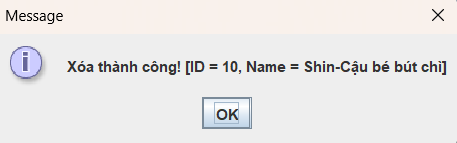 Message
Xóa thành công! [ID = 10, Name = Shin-Cậu bé bút chì]
OK